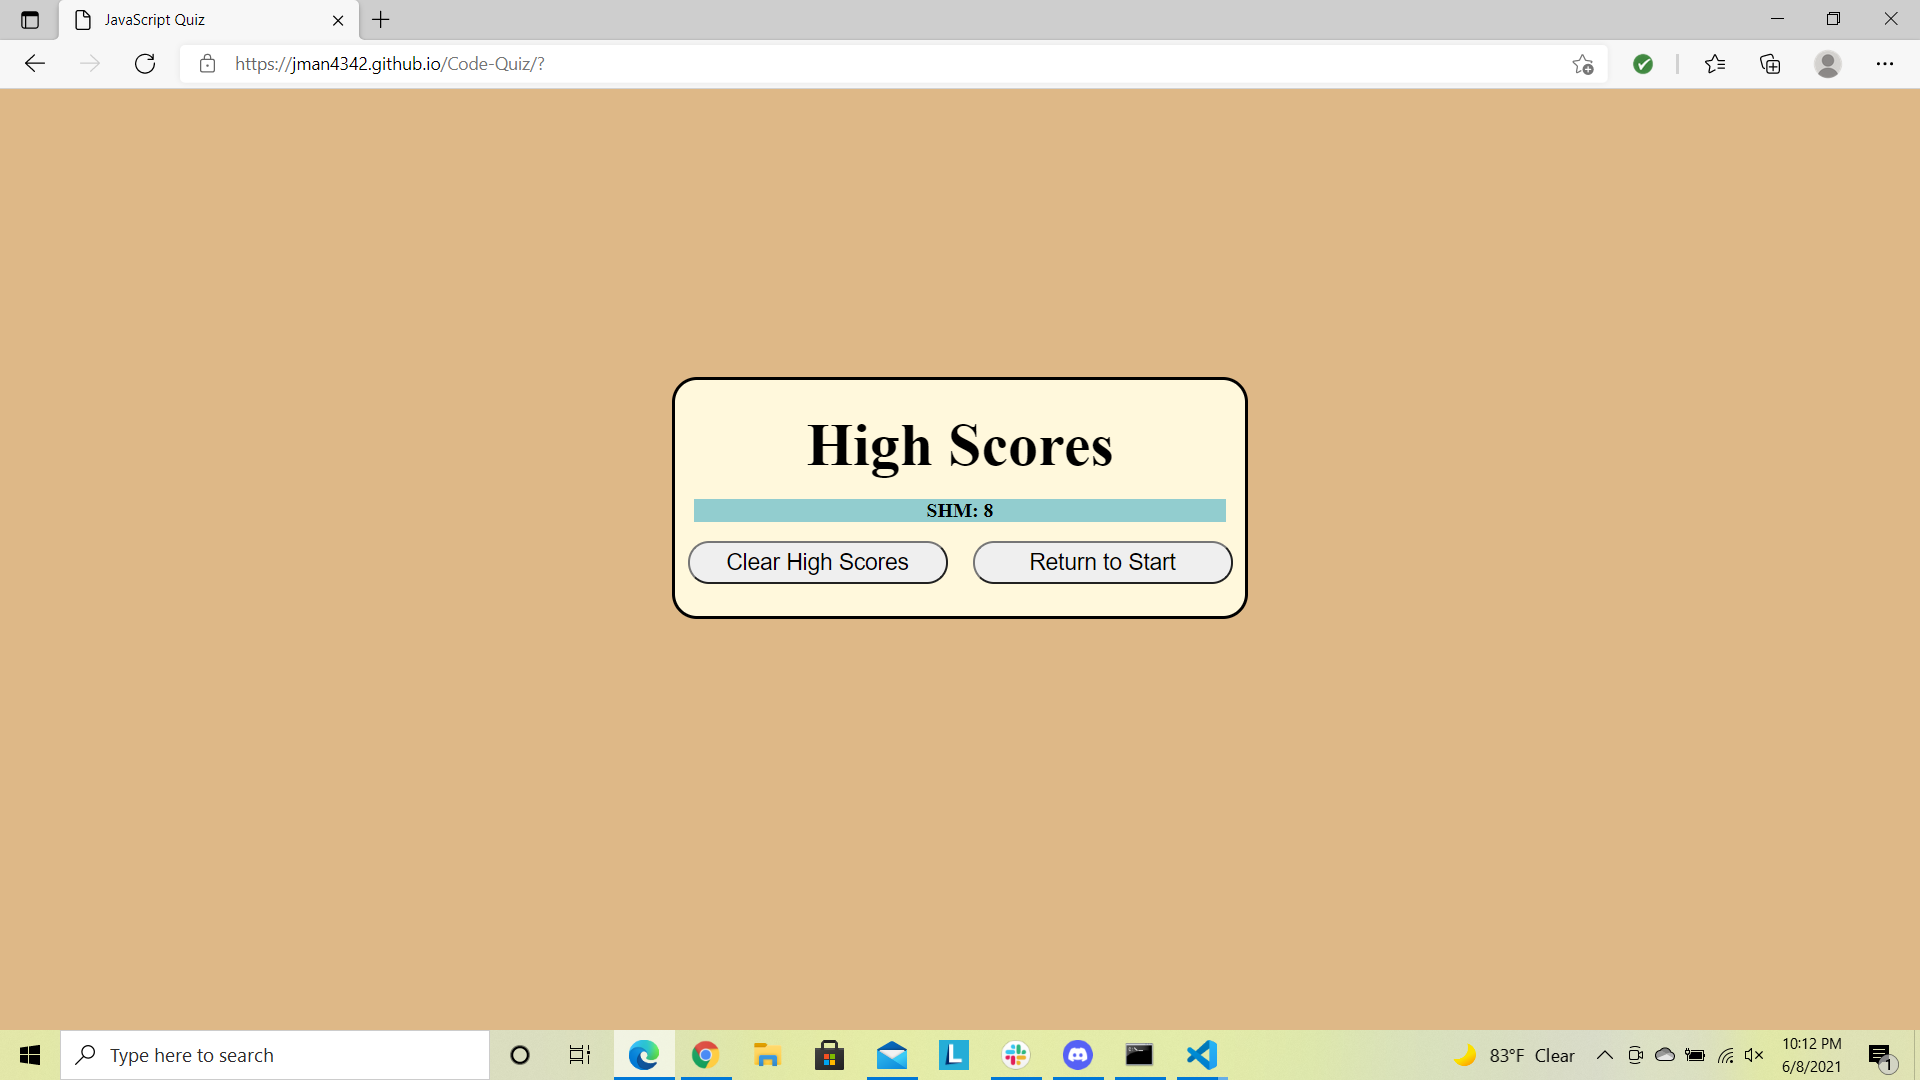 JavaScript Quiz
https://jman4342.github.io/Code-Quiz/?
High Scores
SHM: 8
Clear High Scores
Return to Start
Type here to search
L
83°F Clear
10:12 PM
6/8/2021
1